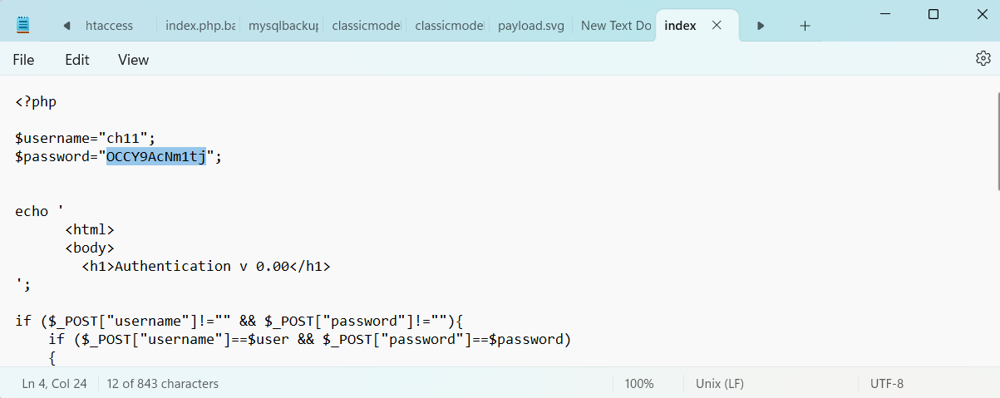 htaccess index.php.ba mysqlbackup classicmode classicmode payload.svg New Text Do index
File Edit View
<?php
$username="ch11";
$password="OCCY9AcNm1tj";
echo '
<html>
<body>
<h1>Authentication v 0.00</h1>
';
if ($_POST["username"]!="" && $_POST["password"]!=""){
if ($_POST["username"]==$user && $_POST["password"]==$password)
{
Ln 4, Col 24 12 of 843 characters 100% Unix (LF) UTF-8